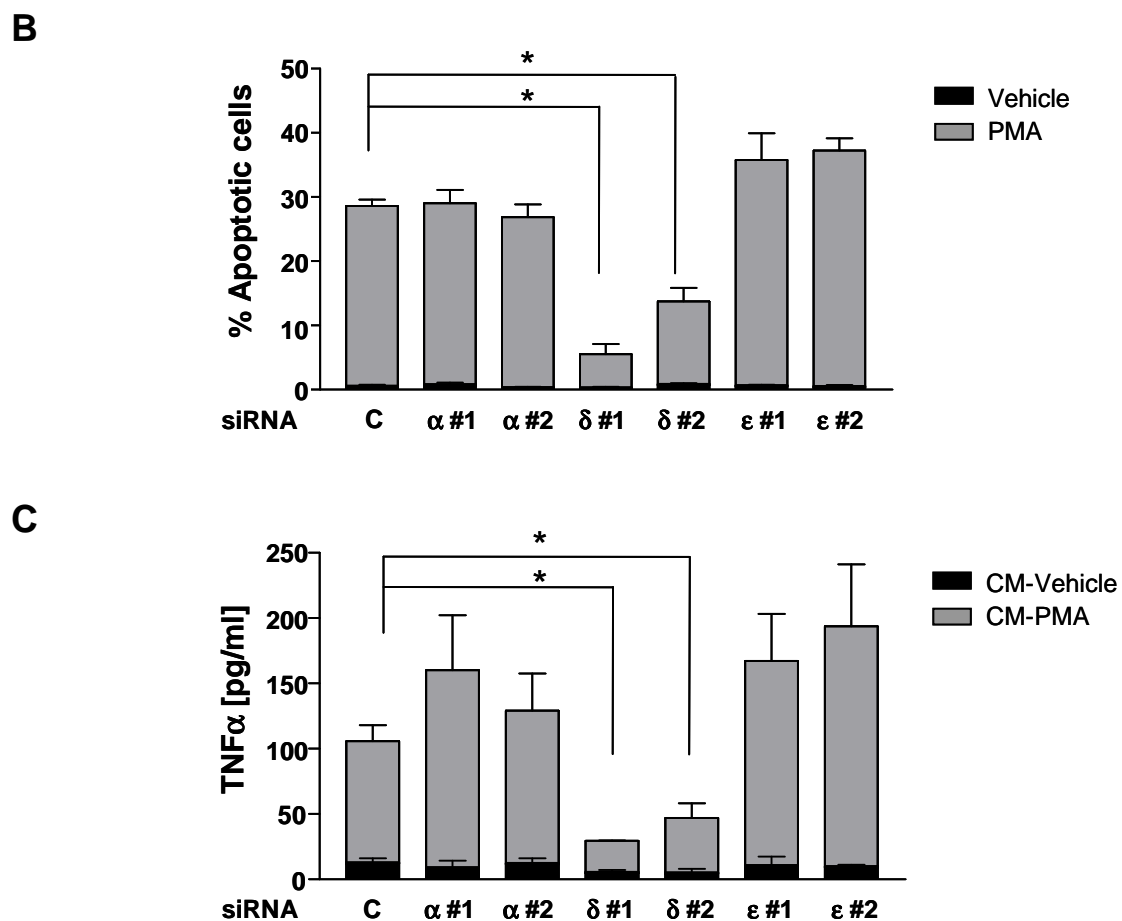 B
*
*
50
40
30
20
10
0
% Apoptotic cells
Vehicle
PMA
siRNA C α #1 α #2 δ #1 δ #2 ε #1 ε #2
C
*
*
250
200
150
100
50
0
TNFα [pg/ml]
CM-Vehicle
CM-PMA
siRNA C α #1 α #2 δ #1 δ #2 ε #1 ε #2